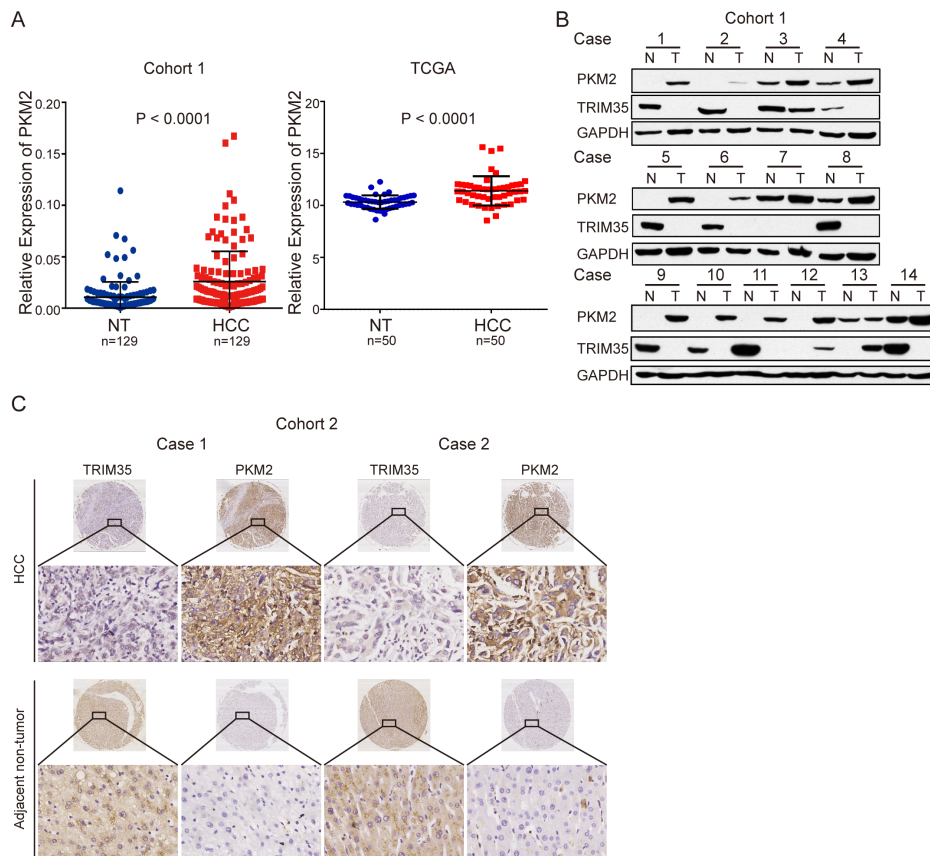 A
Cohort 1
Relative Expression of PKM2
0.20
0.15
0.10
0.05
0.00
P < 0.0001
NT
n=129
HCC
n=129
TCGA
Relative Expression of PKM2
20
15
10
5
0
P < 0.0001
NT
n=50
HCC
n=50
B
Cohort 1
Case 1 2 3 4
N T N T N T N T
PKM2
TRIM35
GAPDH
Case 5 6 7 8
N T N T N T N T
PKM2
TRIM35
GAPDH
Case 9 10 11 12 13 14
N T N T N T N T N T N T
PKM2
TRIM35
GAPDH
C
Cohort 2
Case 1 Case 2
TRIM35 PKM2 TRIM35 PKM2
HCC
Adjacent non-tumor